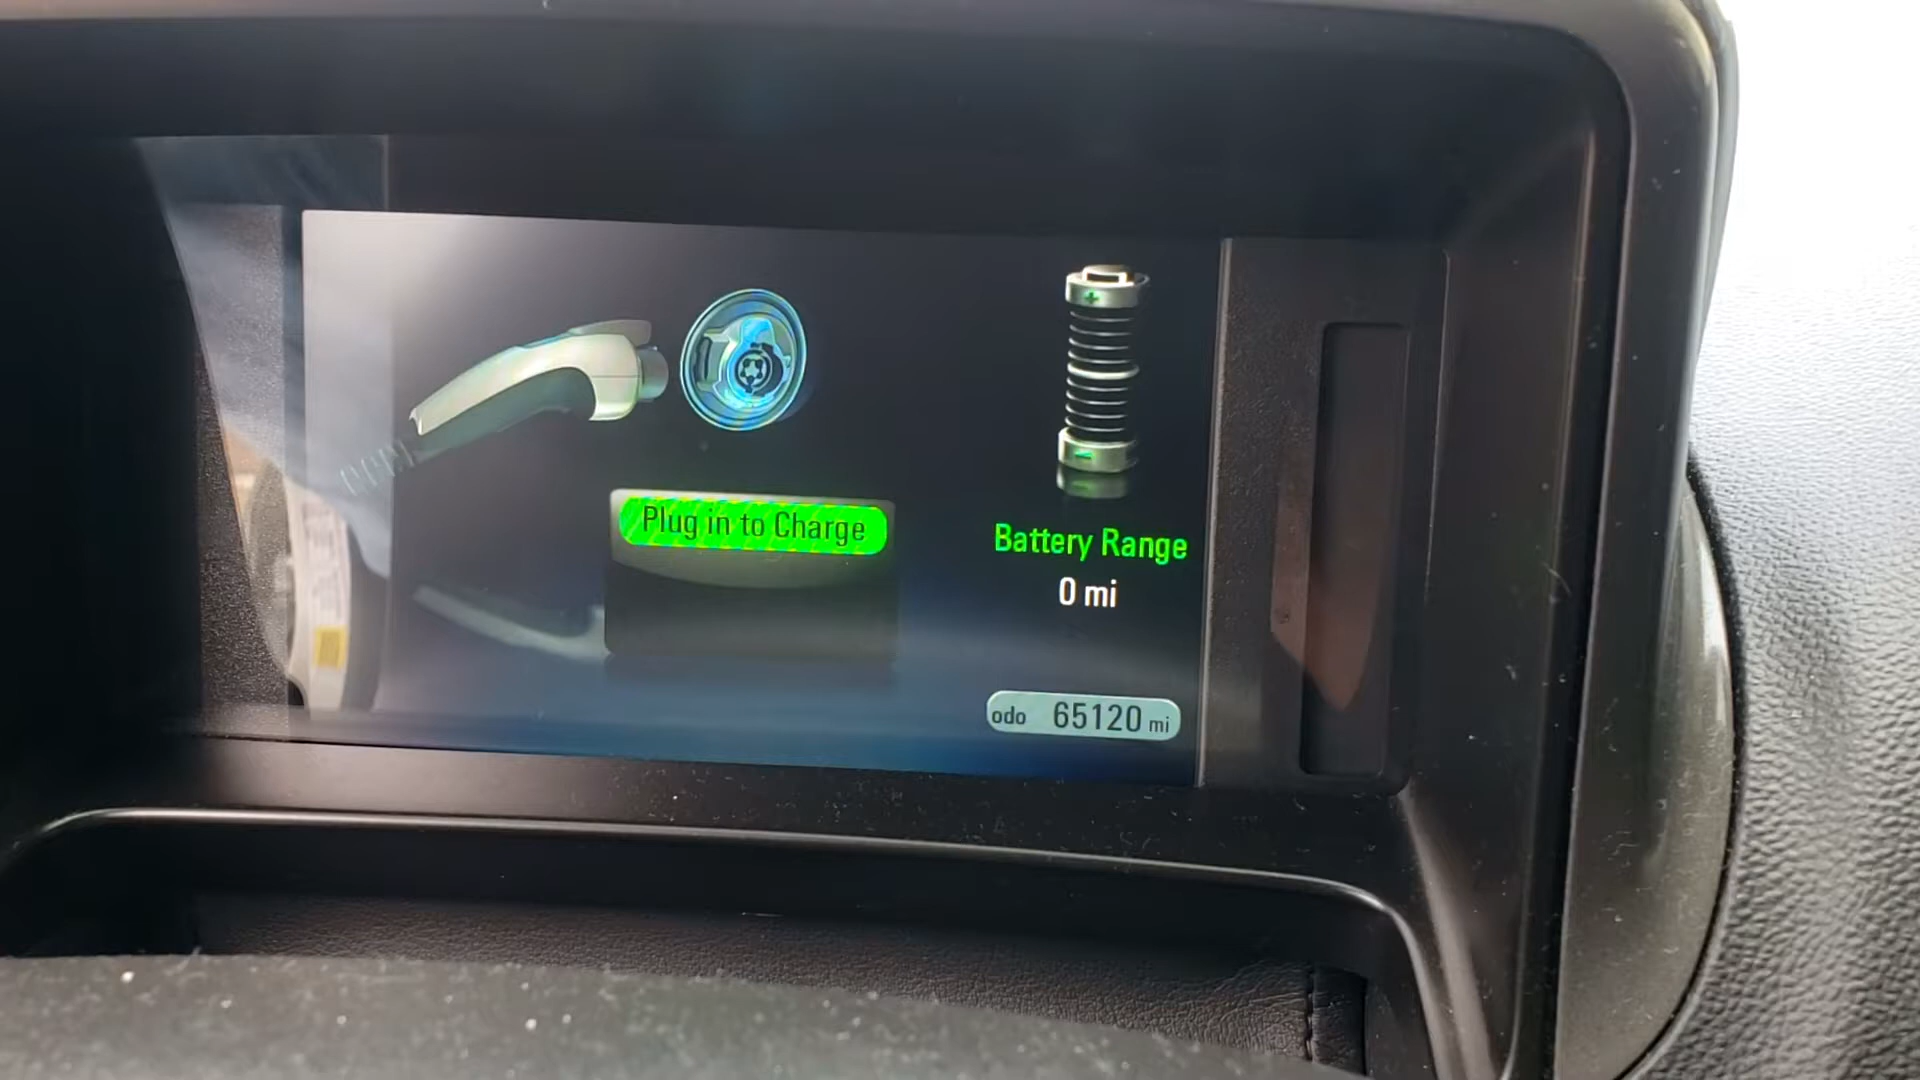 Plug in to Charge
Battery Range
0 mi
odo 65120 mi